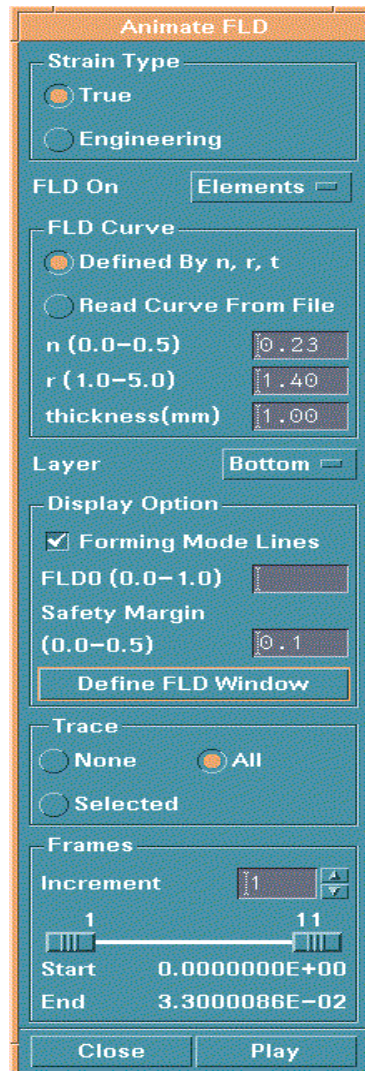 Animate FLD
Strain Type
True
Engineering
FLD On Elements
FLD Curve
Defined By n, r, t
Read Curve From File
n (0.0-0.5) 0.23
r (1.0-5.0) 1.40
thickness(mm) 1.00
Layer Bottom
Display Option
Forming Mode Lines
FLD0 (0.0-1.0)
Safety Margin
(0.0-0.5) 0.1
Define FLD Window
Trace
None All
Selected
Frames
Increment 1
1 11
Start 0.0000000E+00
End 3.3000086E-02
Close Play